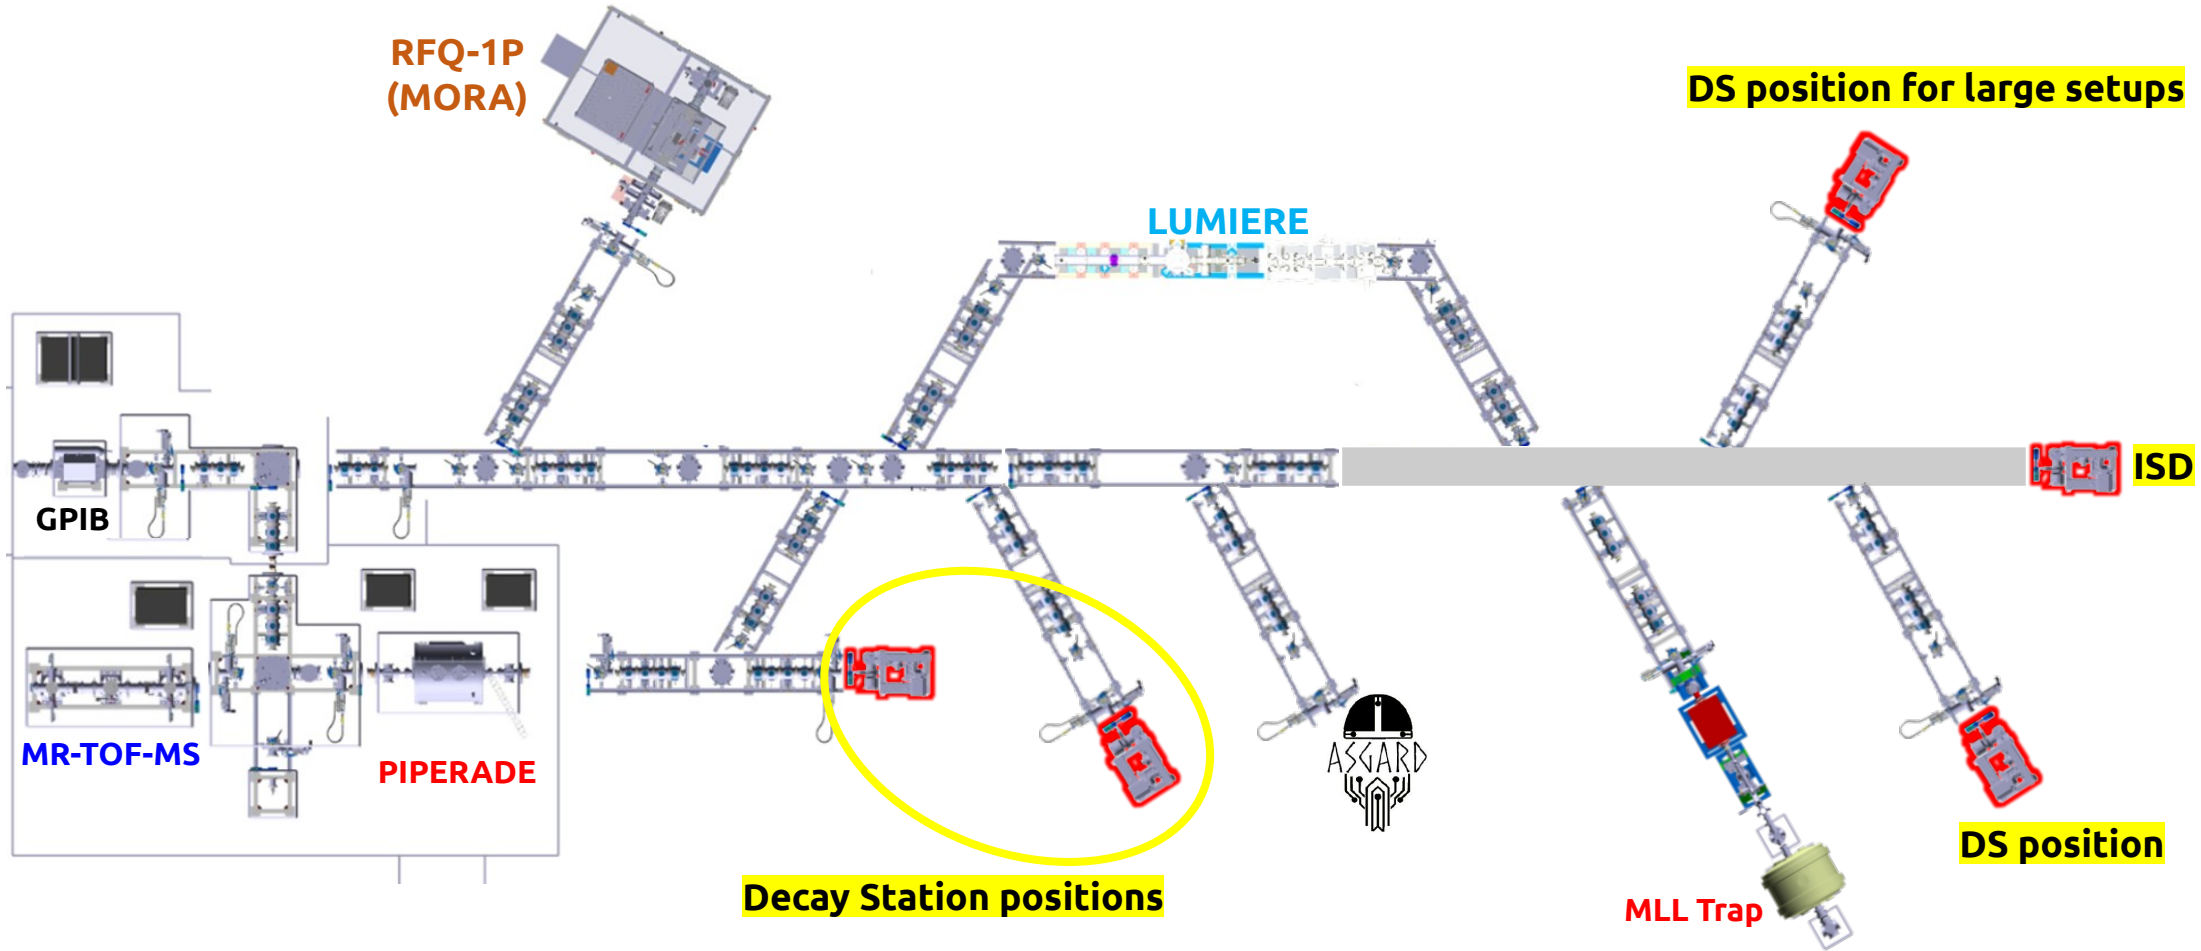 RFQ-1P
(MORA)
DS position for large setups
LUMIERE
ISD
GPIB
MR-TOF-MS
PIPERADE
ASGARD
DS position
Decay Station positions
MLL Trap